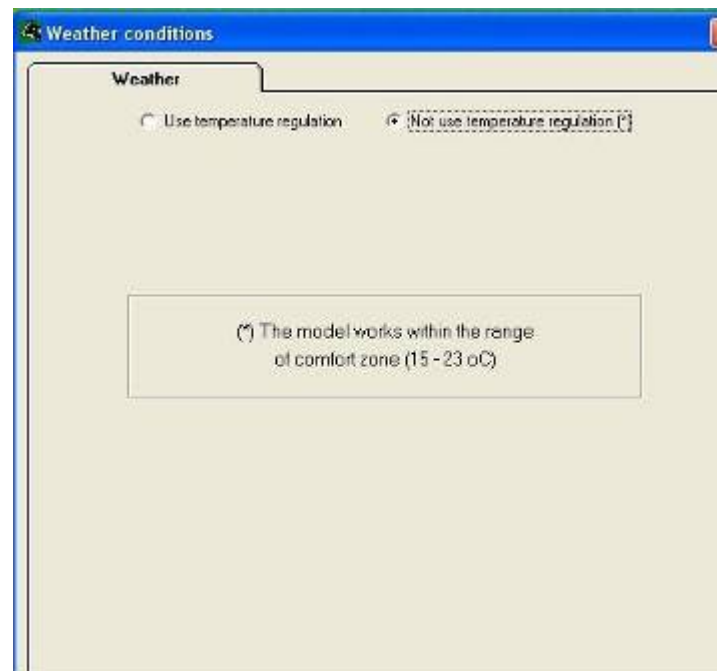 Weather conditions
Weather
Use temperature regulation
Not use temperature regulation (*)
(*) The model works within the range
of comfort zone (15 - 23 oC)